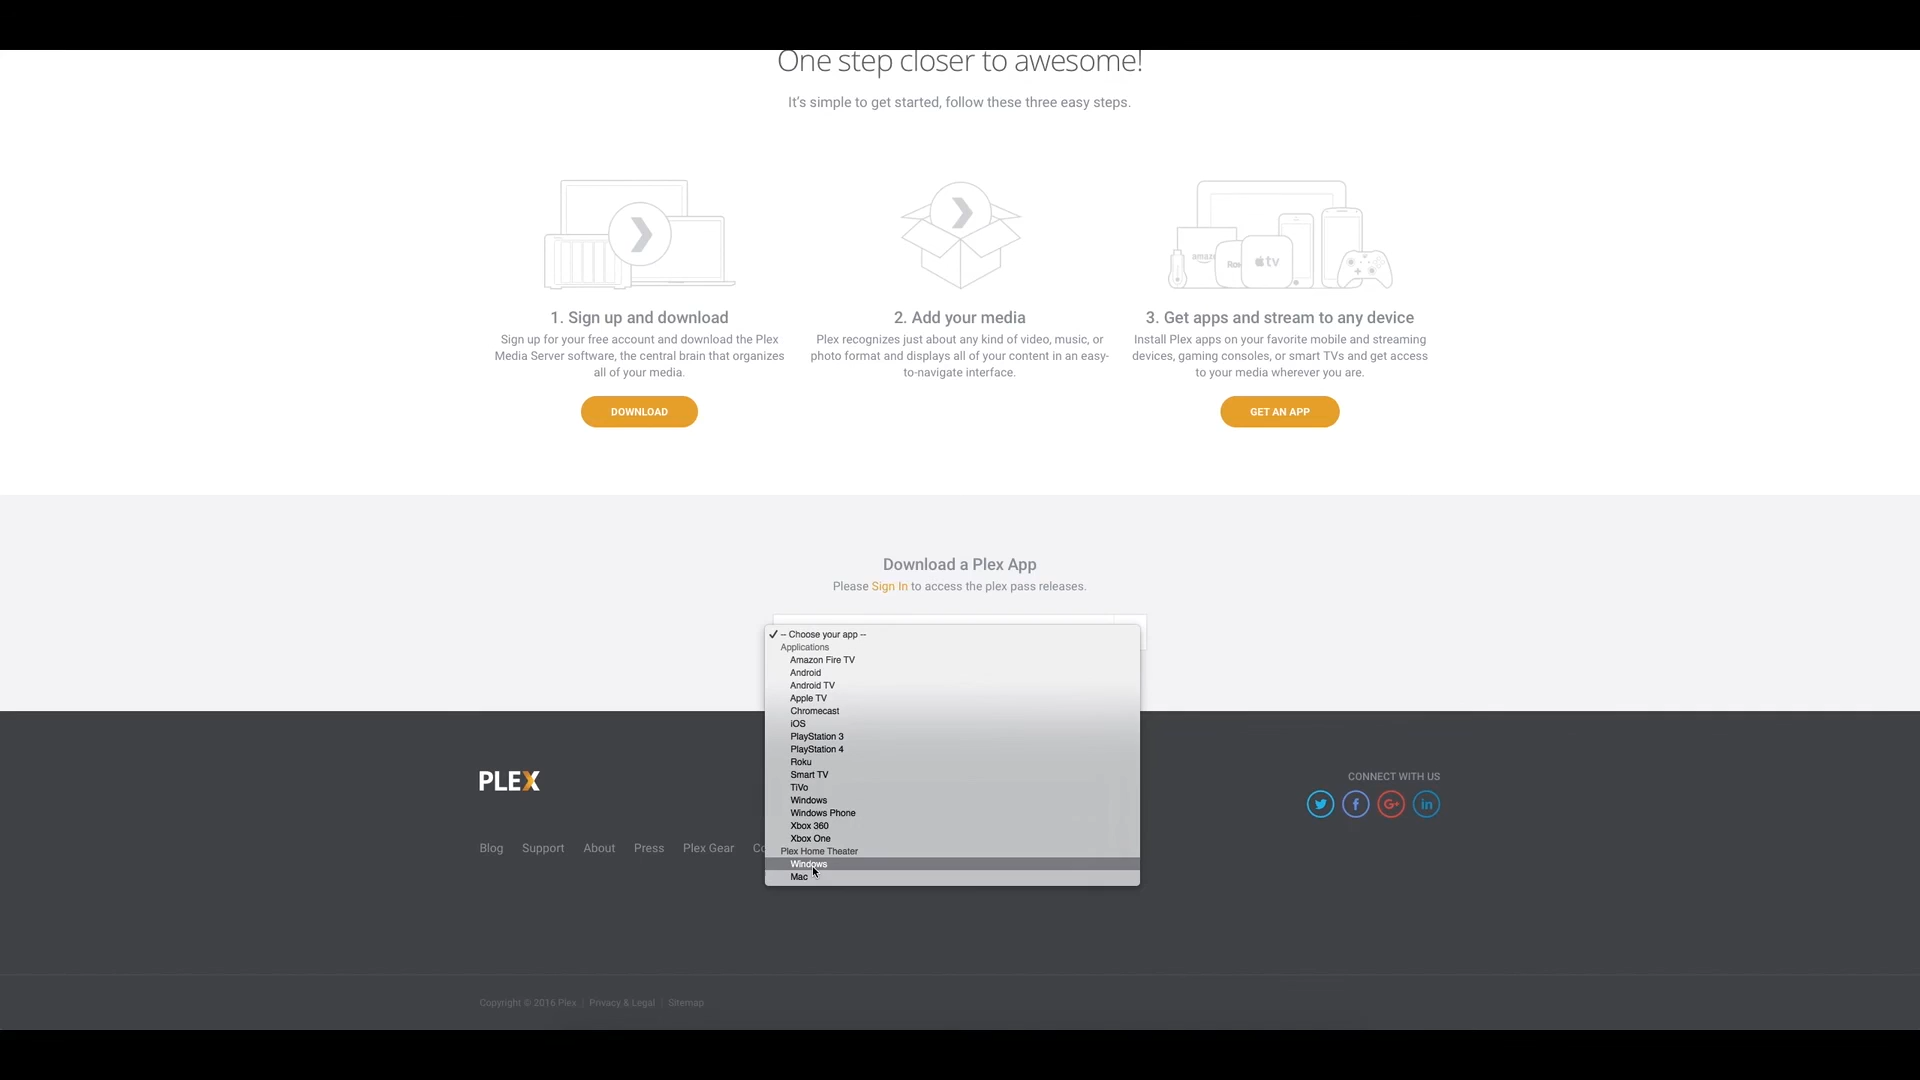 One step closer to awesome!
It's simple to get started, follow these three easy steps.
amaz
Roku
tv
1. Sign up and download
Sign up for your free account and download the Plex
Media Server software, the central brain that organizes
all of your media.
DOWNLOAD
2. Add your media
Plex recognizes just about any kind of video, music, or
photo format and displays all of your content in an easy-
to-navigate interface.
3. Get apps and stream to any device
Install Plex apps on your favorite mobile and streaming
devices, gaming consoles, or smart TVs and get access
to your media wherever you are.
GET AN APP
Download a Plex App
Please Sign In to access the plex pass releases.
✓ -- Choose your app --
Applications
Amazon Fire TV
Android
Android TV
Apple TV
Chromecast
iOS
PlayStation 3
PlayStation 4
Roku
Smart TV
TiVo
Windows
Windows Phone
Xbox 360
Xbox One
Plex Home Theater
Windows
Mac
PLEX
CONNECT WITH US
f
G+
in
Blog Support About Press Plex Gear Co
Copyright © 2016 Plex | Privacy & Legal | Sitemap